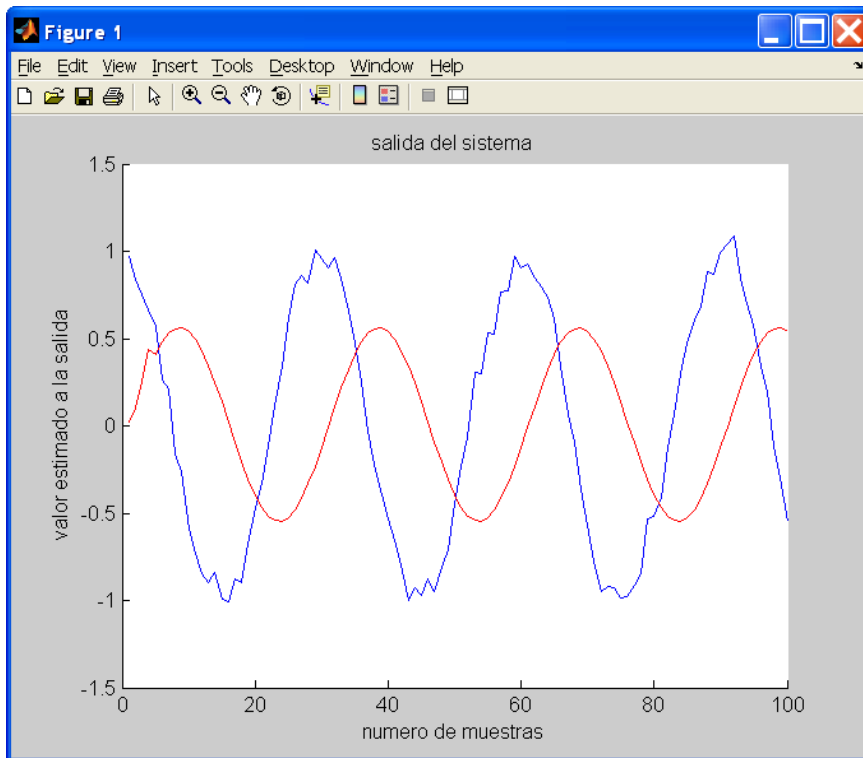 Figure 1
File Edit View Insert Tools Desktop Window Help
salida del sistema
1.5
1
0.5
0
-0.5
-1
-1.5
valor estimado a la salida
0 20 40 60 80 100
numero de muestras